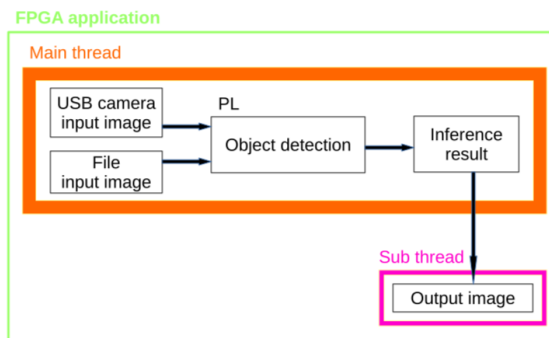 FPGA application
Main thread
USB camera
input image
PL
File
input image
Object detection
Inference
result
Sub thread
Output image